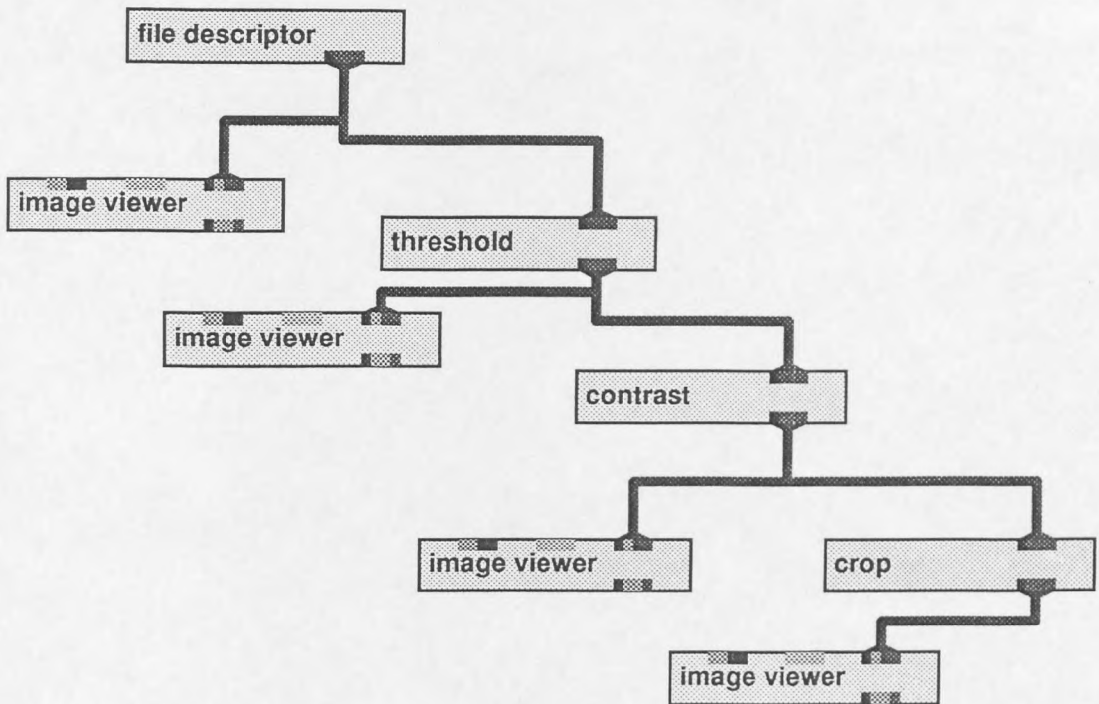 file descriptor
image viewer
threshold
image viewer
contrast
image viewer
crop
image viewer